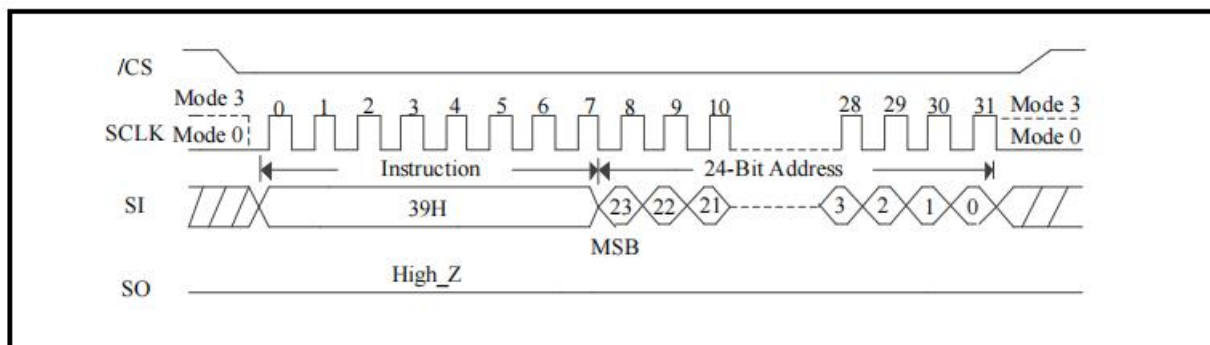 /CS
Mode 3 0 1 2 3 4 5 6 7 8 9 10 28 29 30 31 Mode 3
SCLK Mode 0 Mode 0
Instruction 24-Bit Address
SI 39H 23 22 21 3 2 1 0
MSB
High_Z
SO